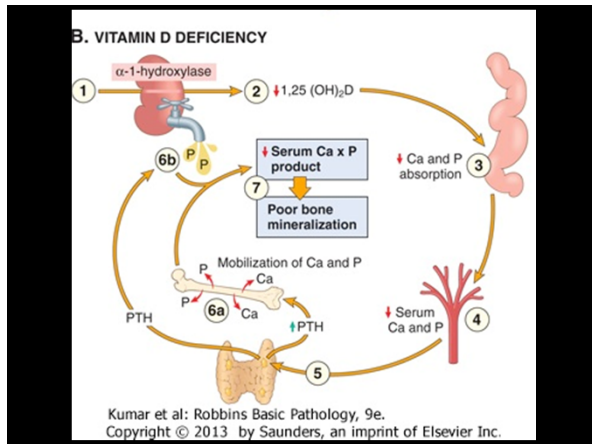 B. VITAMIN D DEFICIENCY
α-1-hydroxylase
1
2
↓1,25 (OH)₂D
↓ Ca and P
absorption
3
P
P
6b
↓ Serum Ca x P
product
7
Poor bone
mineralization
Mobilization of Ca and P
P
Ca
P
6a
Ca
↓ Serum
Ca and P
4
PTH
↑PTH
5
Kumar et al: Robbins Basic Pathology, 9e.
Copyright © 2013 by Saunders, an imprint of Elsevier Inc.